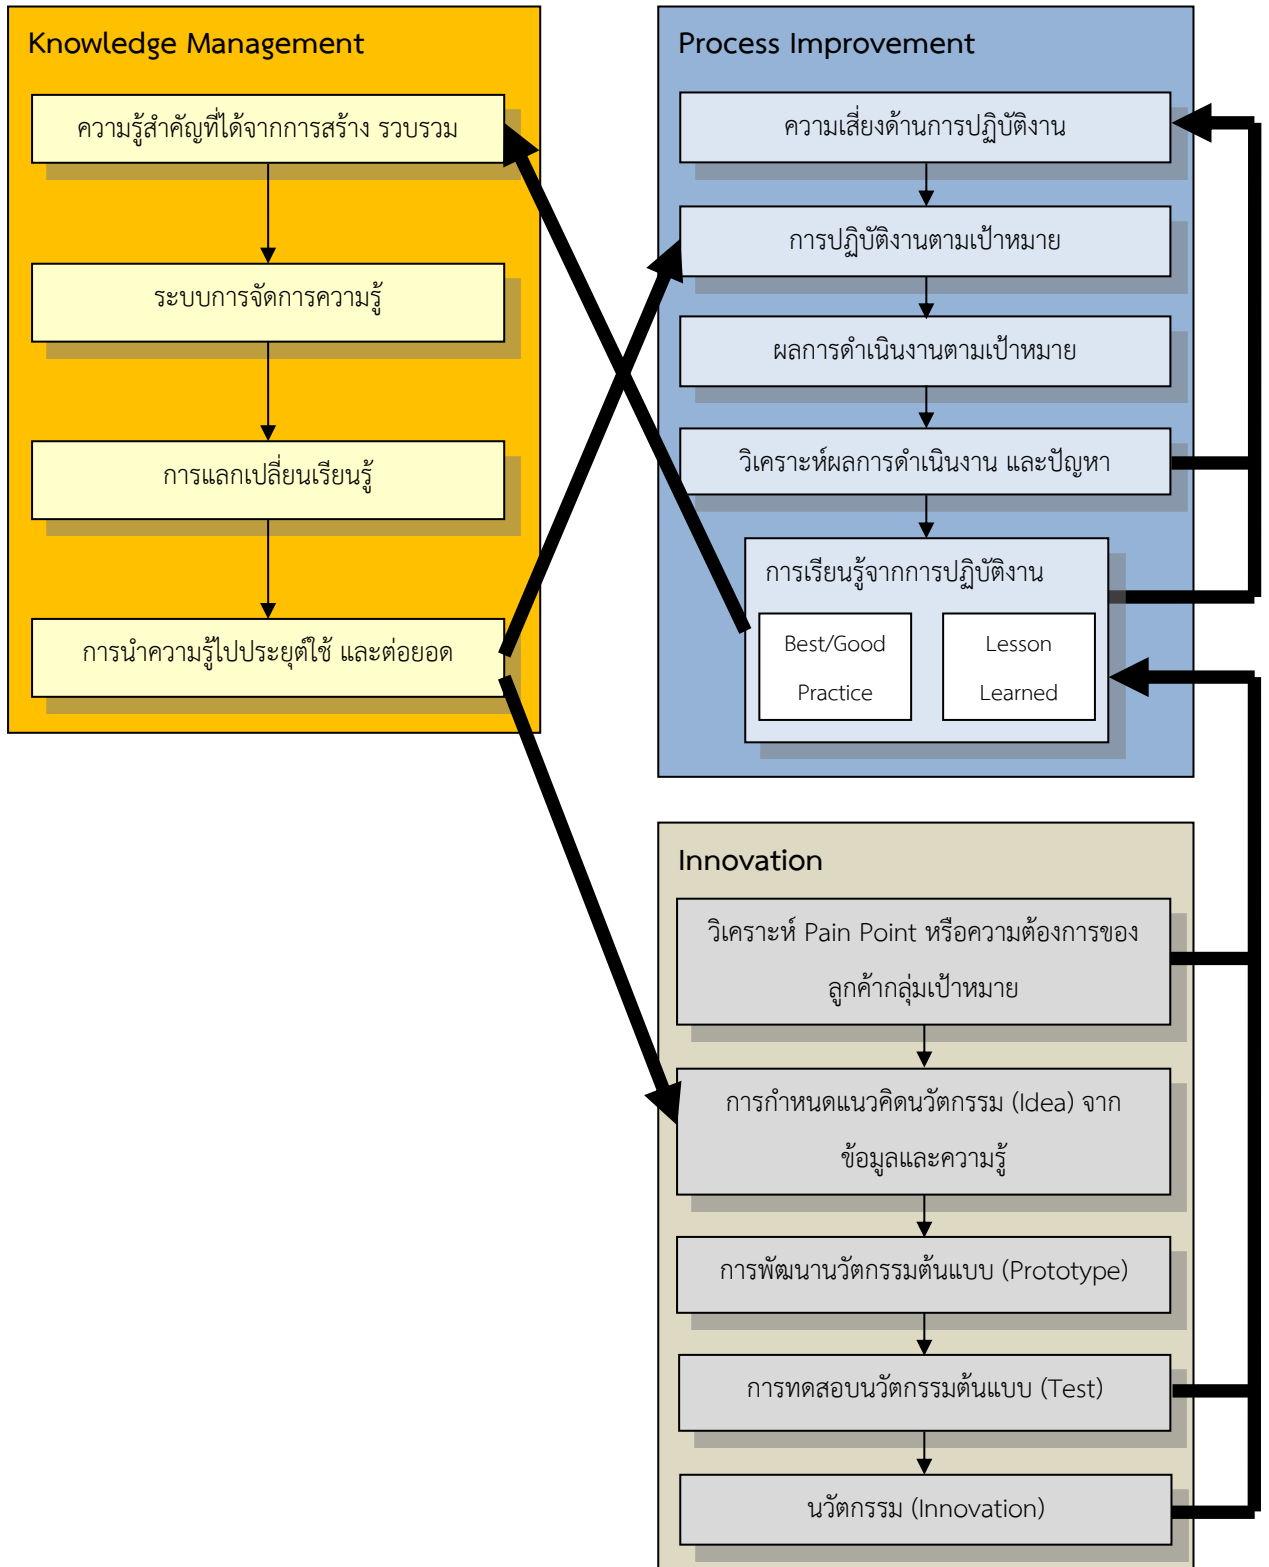 Knowledge Management
ความรู้สำคัญที่ได้จากการสร้าง รวบรวม
ระบบการจัดการความรู้
การแลกเปลี่ยนเรียนรู้
การนำความรู้ไปประยุต์ใช้ และต่อยอด
Process Improvement
ความเสี่ยงด้านการปฏิบัติงาน
การปฏิบัติงานตามเป้าหมาย
ผลการดำเนินงานตามเป้าหมาย
วิเคราะห์ผลการดำเนินงาน และปัญหา
การเรียนรู้จากการปฏิบัติงาน
Best/Good
Practice
Lesson
Learned
Innovation
วิเคราะห์ Pain Point หรือความต้องการของ
ลูกค้ากลุ่มเป้าหมาย
การกำหนดแนวคิดนวัตกรรม (Idea) จาก
ข้อมูลและความรู้
การพัฒนานวัตกรรมต้นแบบ (Prototype)
การทดสอบนวัตกรรมต้นแบบ (Test)
นวัตกรรม (Innovation)